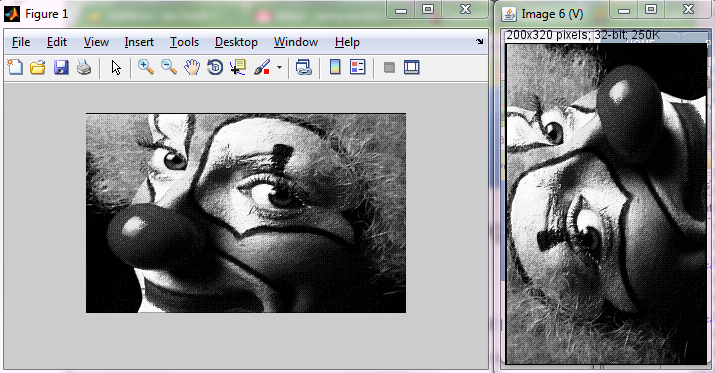 Figure 1
File Edit View Insert Tools Desktop Window Help
Image 6 (V)
200x320 pixels; 32-bit; 250K